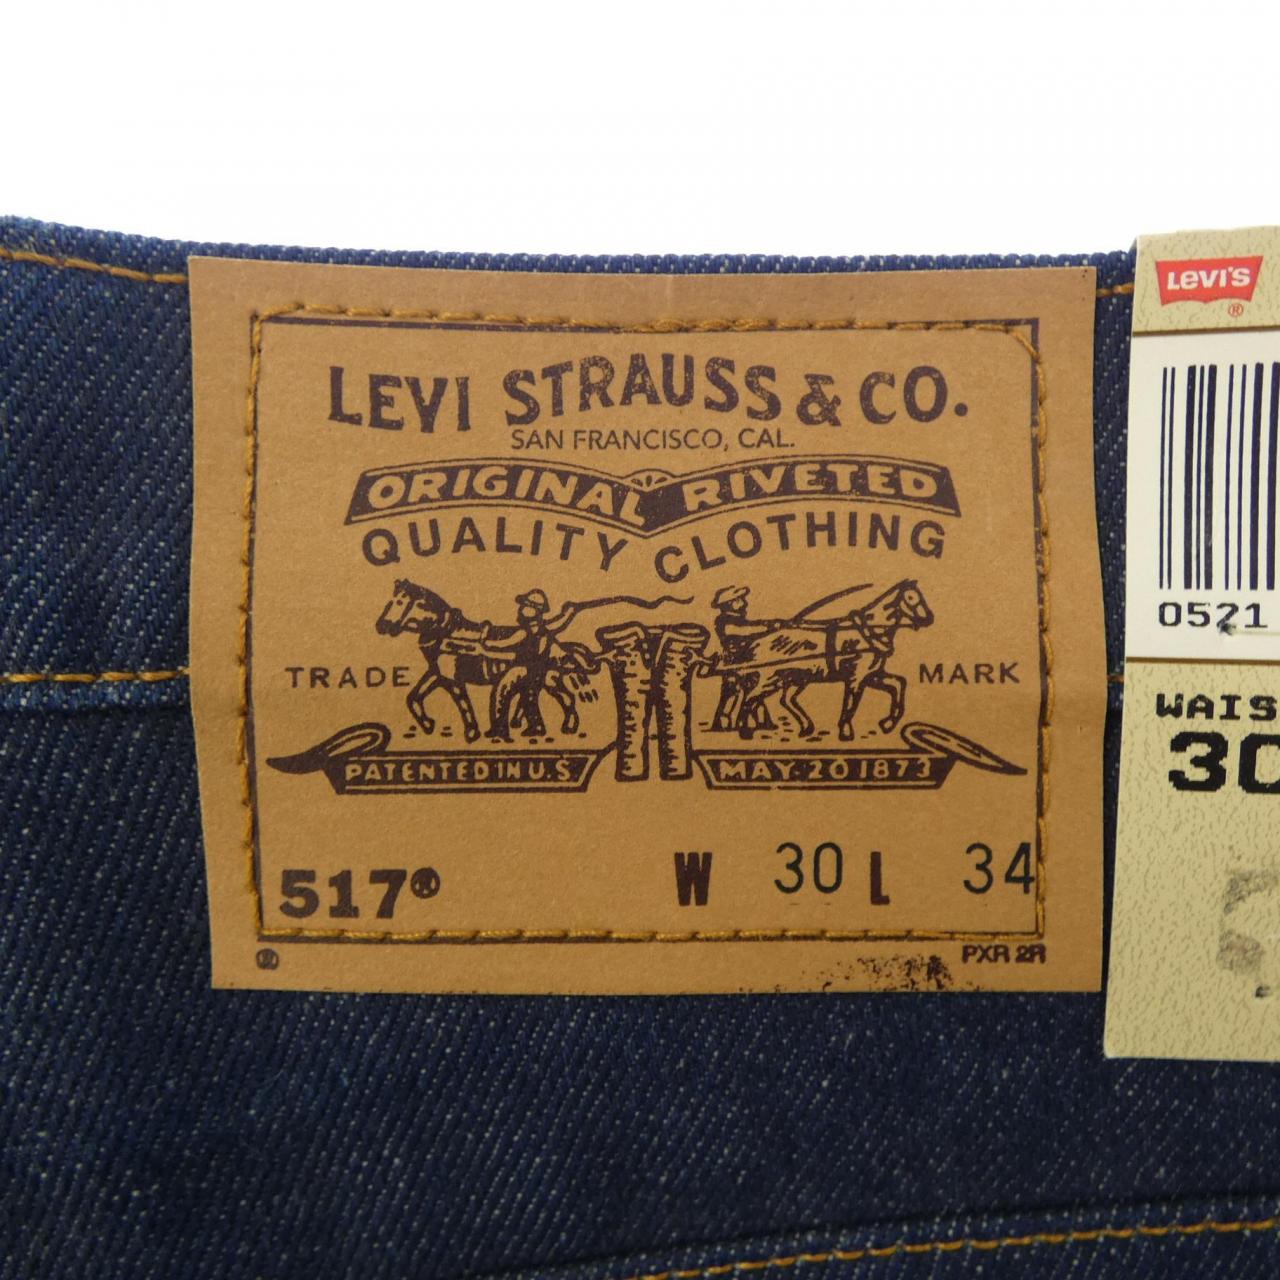 LEVI STRAUSS & CO.
SAN FRANCISCO, CAL.
ORIGINAL RIVETED
QUALITY CLOTHING
TRADE MARK
PATENTED IN U.S. MAY 20 1873
517® W 30 L 34
® PXR 2R
LEVI'S
®
0521
WAIS
30